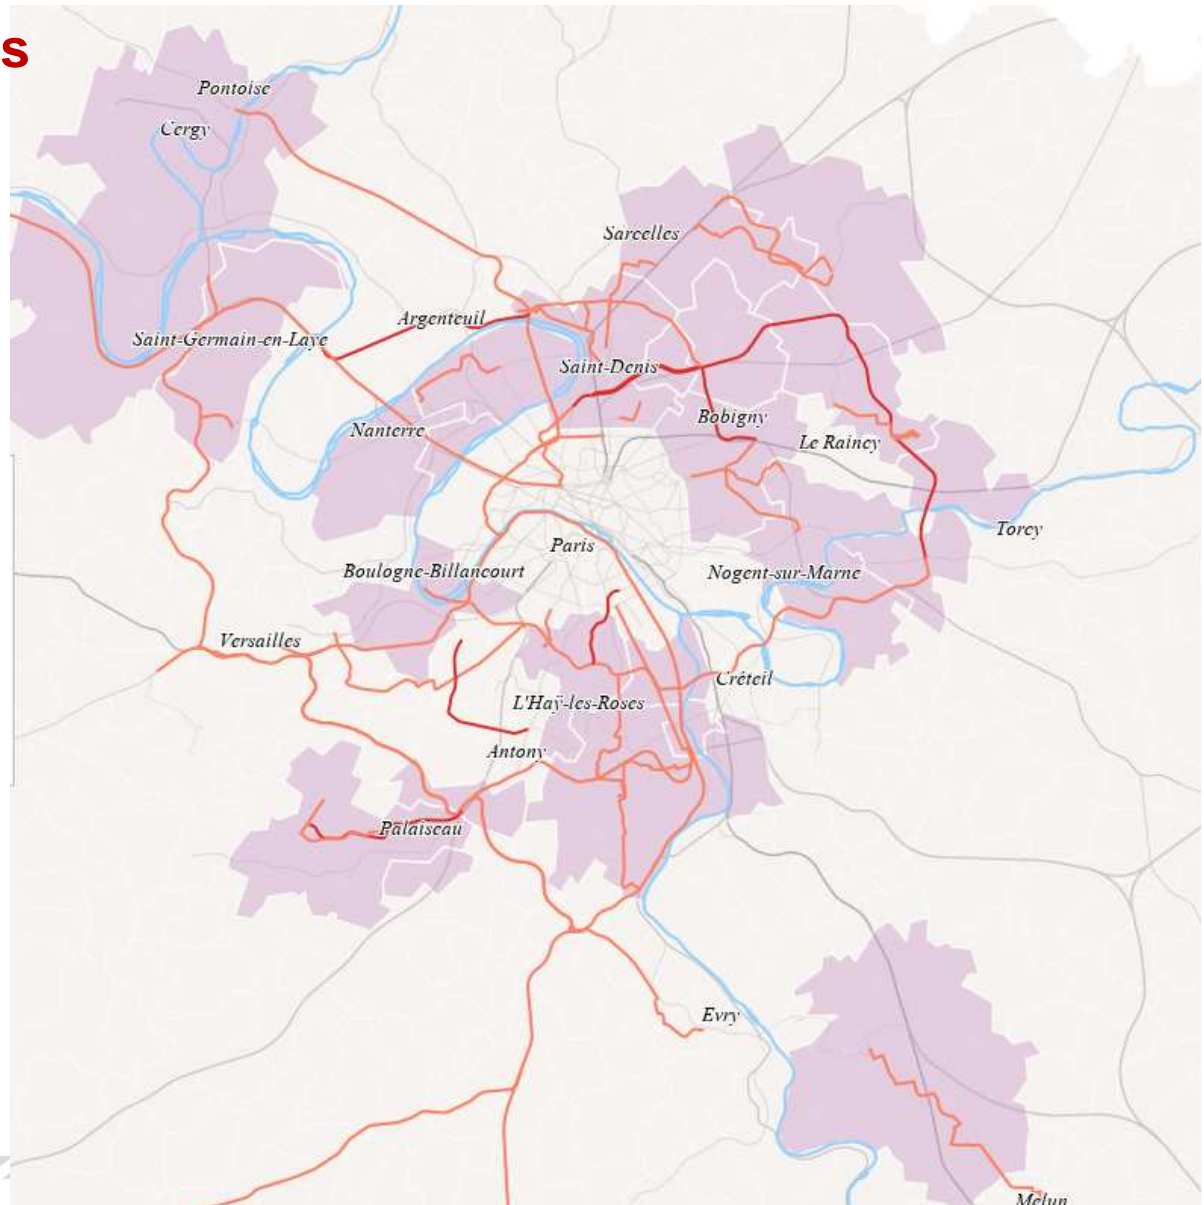 s
Pontoise
Cergy
Sarcelles
Argenteuil
Saint-Germain-en-Laye
Saint-Denis
Bobigny
Nanterre
Le Raincy
Torcy
Paris
Boulogne-Billancourt
Nogent-sur-Marne
Versailles
Créteil
L'Haÿ-les-Roses
Antony
Palaiseau
Evry
Melun